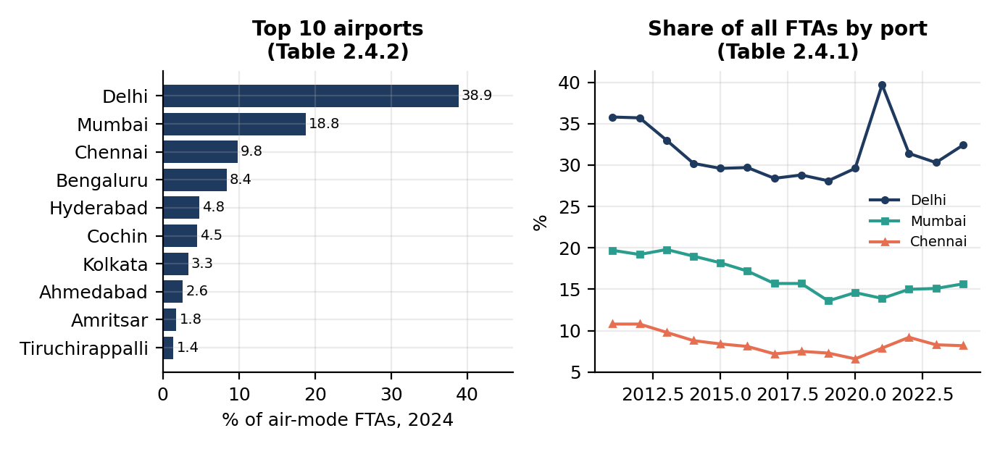 Top 10 airports
(Table 2.4.2)
Delhi
38.9
Mumbai
18.8
Chennai
9.8
Bengaluru
8.4
Hyderabad
4.8
Cochin
4.5
Kolkata
3.3
Ahmedabad
2.6
Amritsar
1.8
Tiruchirappalli
1.4
0 10 20 30 40
% of air-mode FTAs, 2024
Share of all FTAs by port
(Table 2.4.1)
%
40
35
30
25
20
15
10
5
Delhi
Mumbai
Chennai
2012.5 2015.0 2017.5 2020.0 2022.5